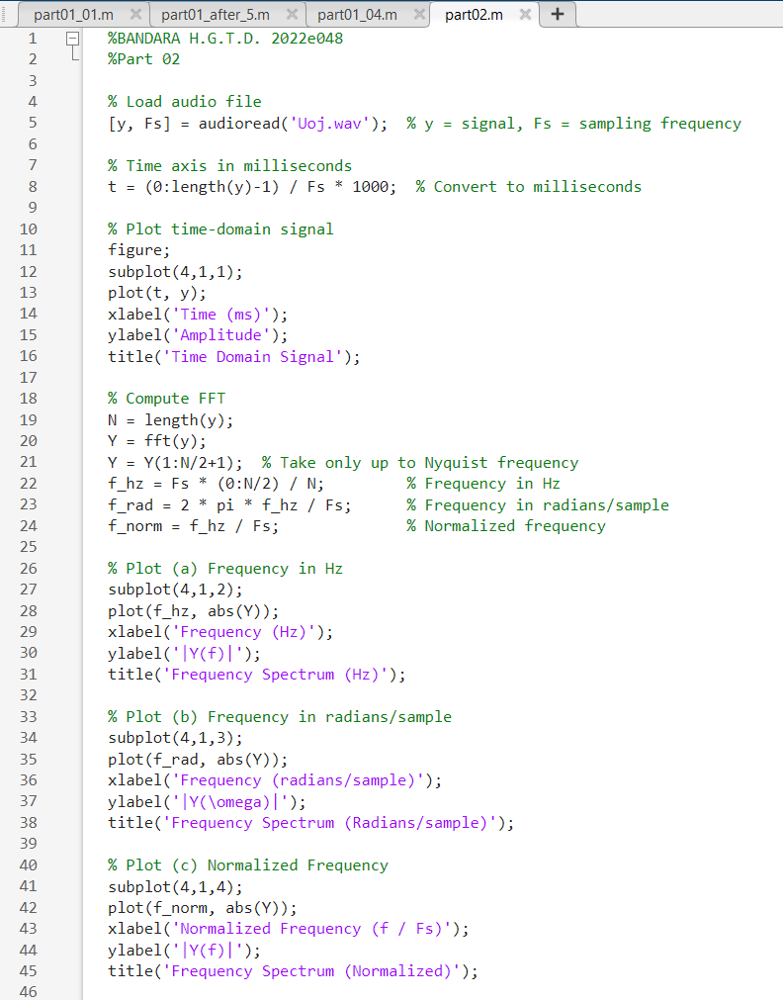 part01_01.m × part01_after_5.m × part01_04.m × part02.m × +
1 %BANDARA H.G.T.D. 2022e048
2 %Part 02
3
4 % Load audio file
5 [y, Fs] = audioread('Uoj.wav');  % y = signal, Fs = sampling frequency
6
7 % Time axis in milliseconds
8 t = (0:length(y)-1) / Fs * 1000;  % Convert to milliseconds
9
10 % Plot time-domain signal
11 figure;
12 subplot(4,1,1);
13 plot(t, y);
14 xlabel('Time (ms)');
15 ylabel('Amplitude');
16 title('Time Domain Signal');
17
18 % Compute FFT
19 N = length(y);
20 Y = fft(y);
21 Y = Y(1:N/2+1);  % Take only up to Nyquist frequency
22 f_hz = Fs * (0:N/2) / N;         % Frequency in Hz
23 f_rad = 2 * pi * f_hz / Fs;      % Frequency in radians/sample
24 f_norm = f_hz / Fs;              % Normalized frequency
25
26 % Plot (a) Frequency in Hz
27 subplot(4,1,2);
28 plot(f_hz, abs(Y));
29 xlabel('Frequency (Hz)');
30 ylabel('|Y(f)|');
31 title('Frequency Spectrum (Hz)');
32
33 % Plot (b) Frequency in radians/sample
34 subplot(4,1,3);
35 plot(f_rad, abs(Y));
36 xlabel('Frequency (radians/sample)');
37 ylabel('|Y(\omega)|');
38 title('Frequency Spectrum (Radians/sample)');
39
40 % Plot (c) Normalized Frequency
41 subplot(4,1,4);
42 plot(f_norm, abs(Y));
43 xlabel('Normalized Frequency (f / Fs)');
44 ylabel('|Y(f)|');
45 title('Frequency Spectrum (Normalized)');
46